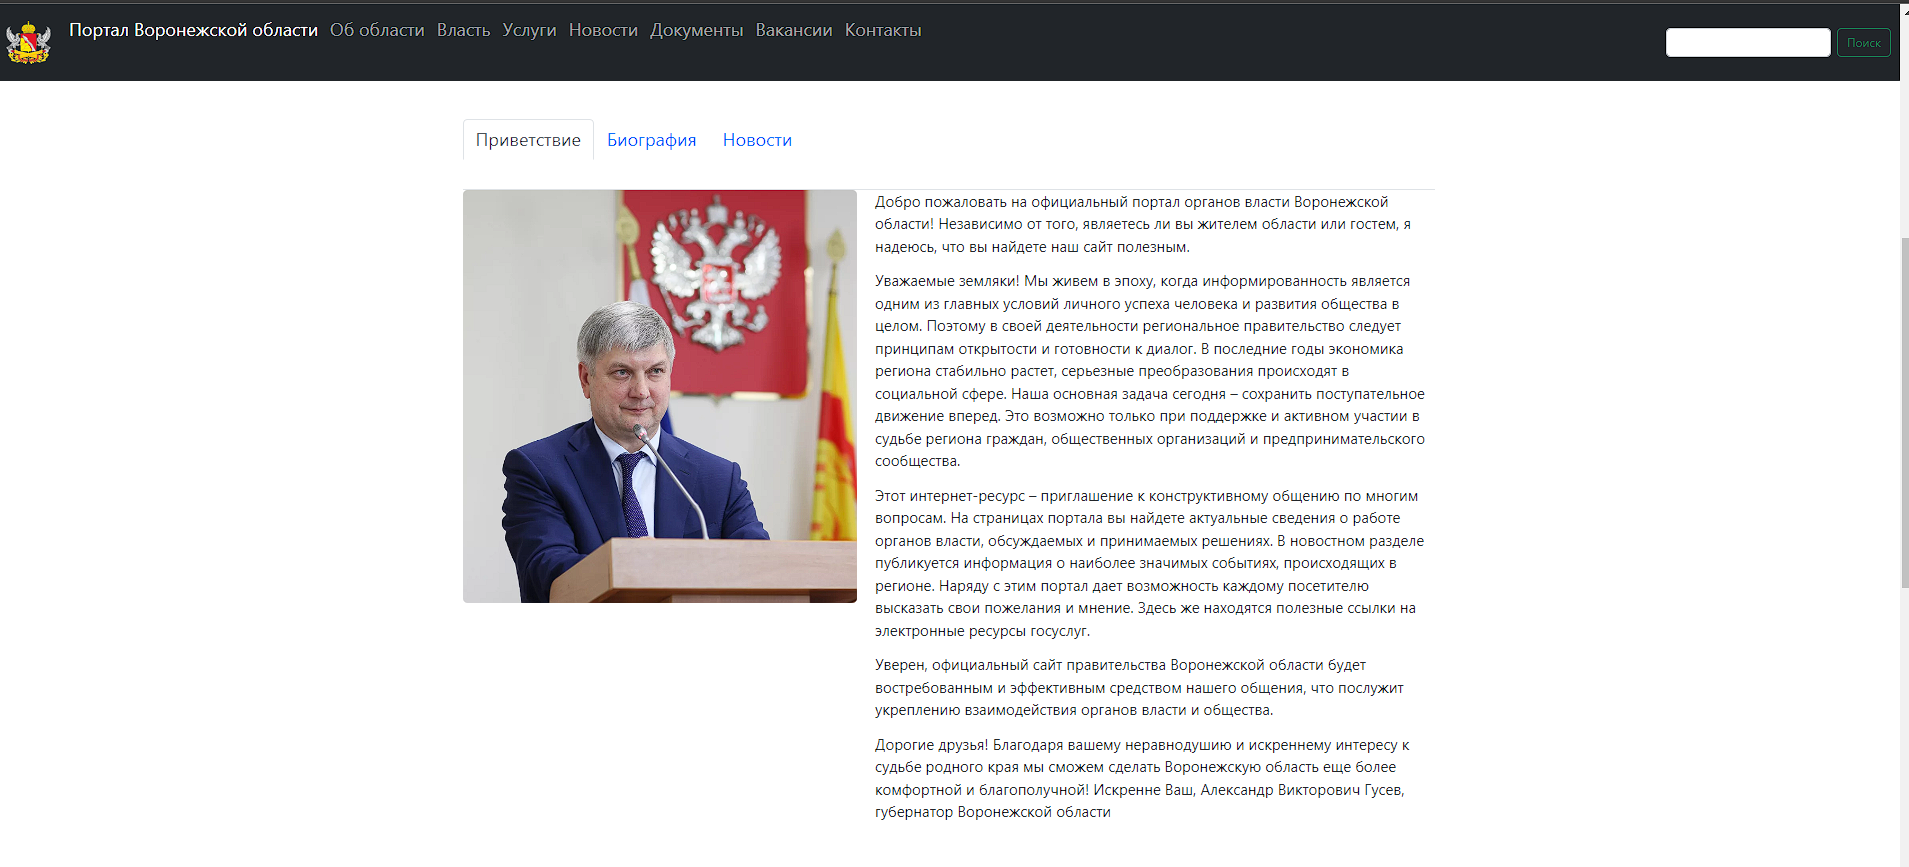 Портал Воронежской области Об области Власть Услуги Новости Документы Вакансии Контакты
Поиск
Приветствие Биография Новости
Добро пожаловать на официальный портал органов власти Воронежской
области! Независимо от того, являетесь ли вы жителем области или гостем, я
надеюсь, что вы найдете наш сайт полезным.
Уважаемые земляки! Мы живем в эпоху, когда информированность является
одним из главных условий личного успеха человека и развития общества в
целом. Поэтому в своей деятельности региональное правительство следует
принципам открытости и готовности к диалог. В последние годы экономика
региона стабильно растет, серьезные преобразования происходят в
социальной сфере. Наша основная задача сегодня – сохранить поступательное
движение вперед. Это возможно только при поддержке и активном участии в
судьбе региона граждан, общественных организаций и предпринимательского
сообщества.
Этот интернет-ресурс – приглашение к конструктивному общению по многим
вопросам. На страницах портала вы найдете актуальные сведения о работе
органов власти, обсуждаемых и принимаемых решениях. В новостном разделе
публикуется информация о наиболее значимых событиях, происходящих в
регионе. Наряду с этим портал дает возможность каждому посетителю
высказать свои пожелания и мнение. Здесь же находятся полезные ссылки на
электронные ресурсы госуслуг.
Уверен, официальный сайт правительства Воронежской области будет
востребованным и эффективным средством нашего общения, что послужит
укреплению взаимодействия органов власти и общества.
Дорогие друзья! Благодаря вашему неравнодушию и искреннему интересу к
судьбе родного края мы сможем сделать Воронежскую область еще более
комфортной и благополучной! Искренне Ваш, Александр Викторович Гусев,
губернатор Воронежской области